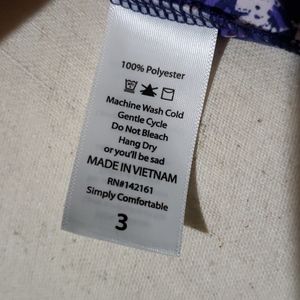 100% Polyester
Machine Wash Cold
Gentle Cycle
Do Not Bleach
Hang Dry
or you'll be sad
MADE IN VIETNAM
RN#142161
Simply Comfortable
3